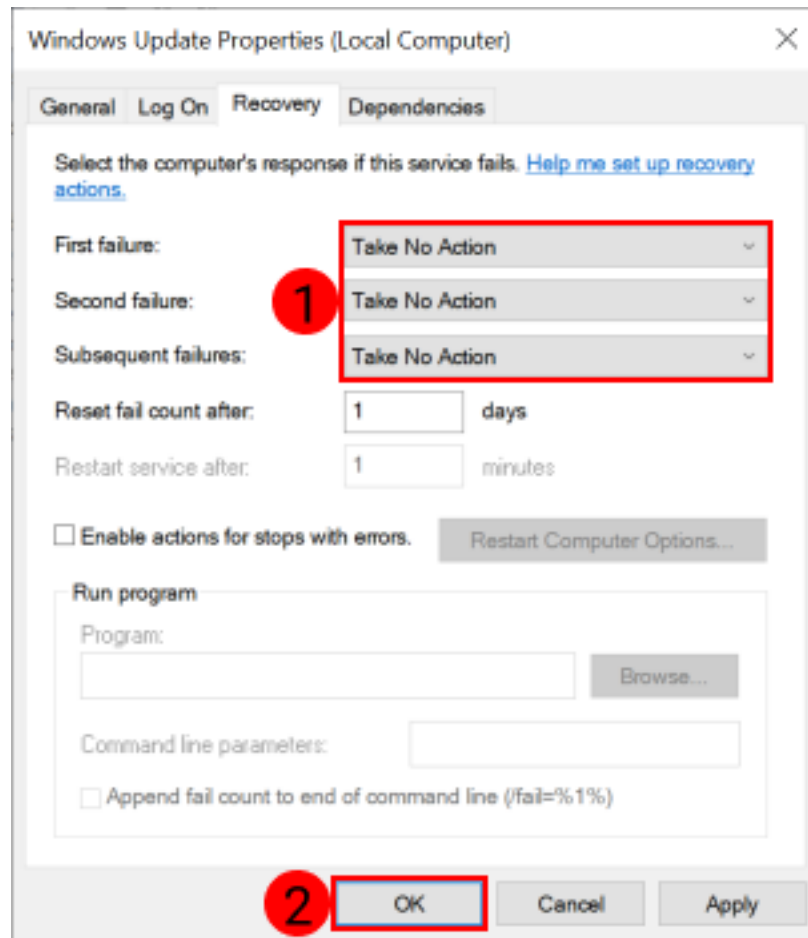 Windows Update Properties (Local Computer)
General Log On Recovery Dependencies
Select the computer's response if this service fails. Help me set up recovery
actions.
First failure: Take No Action
1
Second failure: Take No Action
Subsequent failures: Take No Action
Reset fail count after: 1 days
Restart service after: 1 minutes
Enable actions for stops with errors. Restart Computer Options...
Run program
Program:
Browse...
Command line parameters:
Append fail count to end of command line (/fail=%1%)
2 OK Cancel Apply